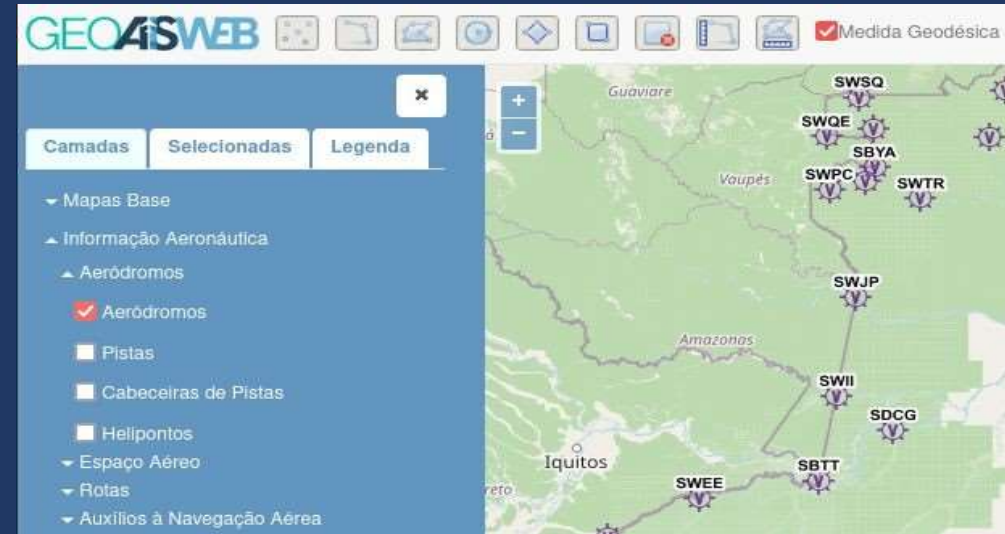 GEOAISWEB
Medida Geodésica
Camadas
Selecionadas
Legenda
Mapas Base
Informação Aeronáutica
Aeródromos
Aeródromos
Pistas
Cabeceiras de Pistas
Helipontos
Espaço Aéreo
Rotas
Auxílios à Navegação Aérea
+
−
Guaviare
SWSQ
SWQE
SBYA
Vaupés
SWPC
SWTR
SWJP
Amazonas
SWII
SDCG
Iquitos
SBTT
SWEE
reto